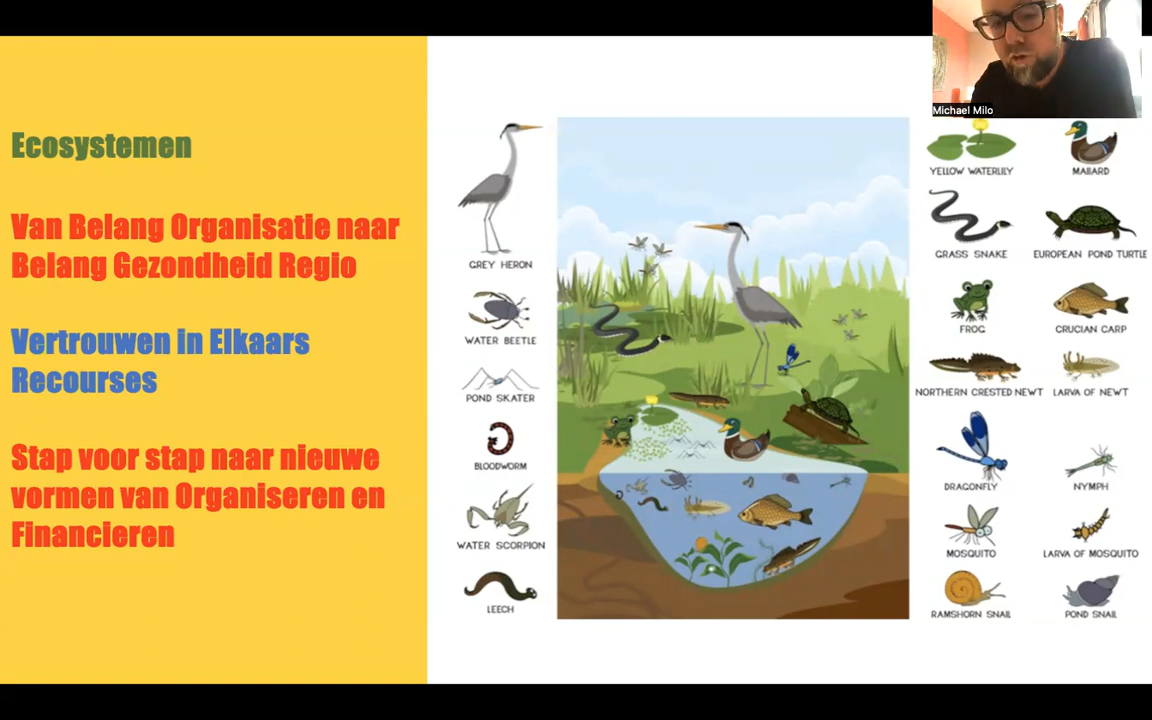 Michael Milo
Ecosystemen
Van Belang Organisatie naar
Belang Gezondheid Regio
Vertrouwen in Elkaars
Recourses
Stap voor stap naar nieuwe
vormen van Organiseren en
Financieren
GREY HERON
WATER BEETLE
POND SKATER
BLOODWORM
WATER SCORPION
LEECH
YELLOW WATERLILY
MALLARD
GRASS SNAKE
EUROPEAN POND TURTLE
FROG
CRUCIAN CARP
NORTHERN CRESTED NEWT
LARVA OF NEWT
DRAGONFLY
NYMPH
MOSQUITO
LARVA OF MOSQUITO
RAMSHORN SNAIL
POND SNAIL